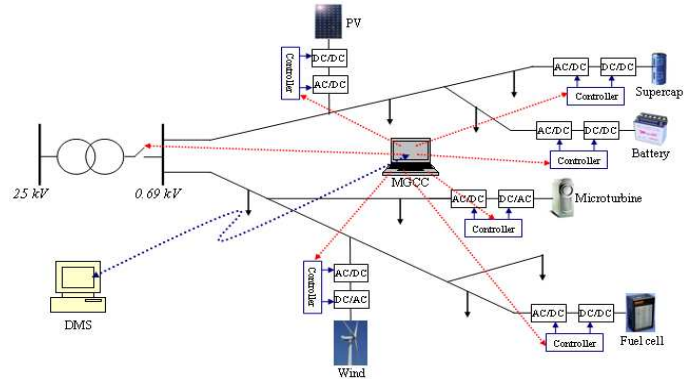 PV
DC/DC
AC/DC
Controller
AC/DC
DC/DC
Controller
Supercap
AC/DC
DC/DC
Controller
Battery
25 kV
0.69 kV
MGCC
AC/DC
DC/AC
Controller
Microturbine
DMS
Controller
AC/DC
DC/AC
Wind
AC/DC
DC/DC
Controller
Fuel cell